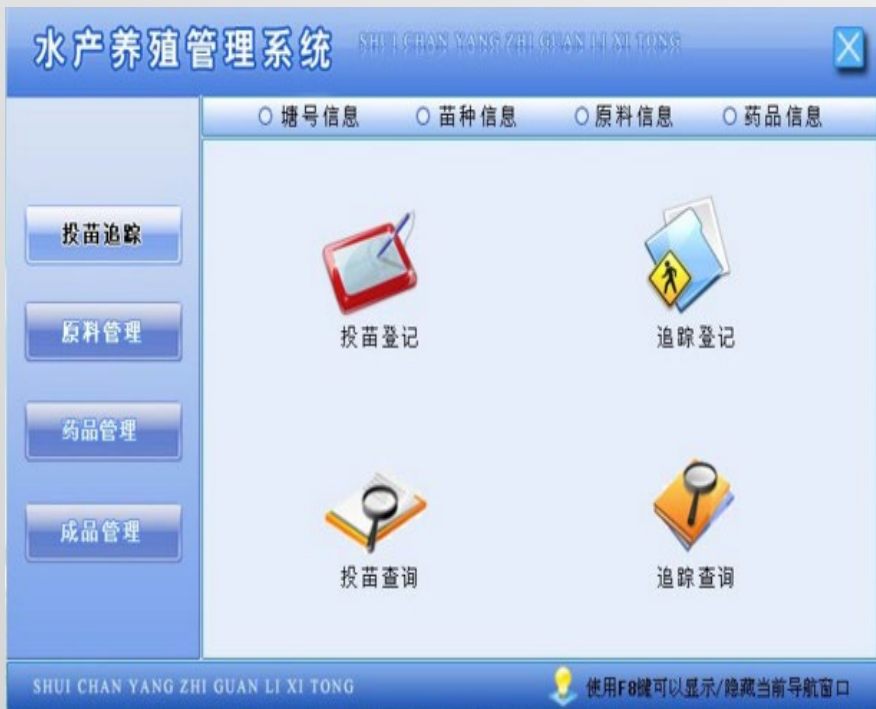 水产养殖管理系统 SHUI CHAN YANG ZHI GUAN LI XI TONG
塘号信息 苗种信息 原料信息 药品信息
投苗追踪
原料管理
药品管理
成品管理
投苗登记 追踪登记
投苗查询 追踪查询
SHUI CHAN YANG ZHI GUAN LI XI TONG 使用F8键可以显示/隐藏当前导航窗口